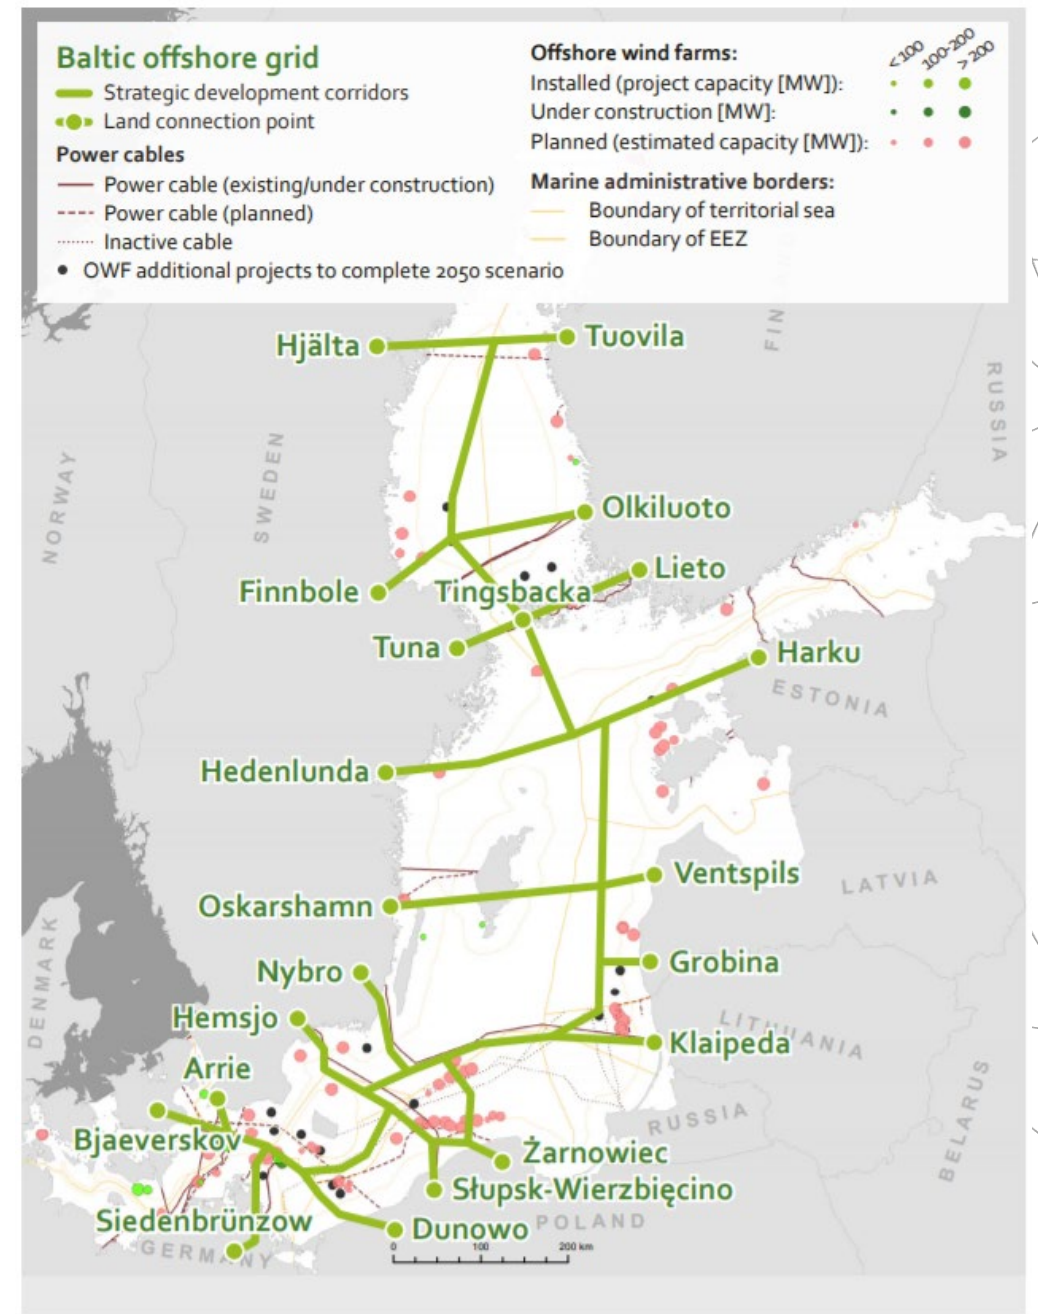 Baltic offshore grid
Strategic development corridors
Land connection point
Power cables
Power cable (existing/under construction)
Power cable (planned)
Inactive cable
OWF additional projects to complete 2050 scenario
Offshore wind farms:
<100 100-200 >200
Installed (project capacity [MW]):
Under construction [MW]:
Planned (estimated capacity [MW]):
Marine administrative borders:
Boundary of territorial sea
Boundary of EEZ
FIN
Hjälta
Tuovila
RUSSIA
NORWAY
SWEDEN
Olkiluoto
Lieto
Finnbole
Tingsbacka
Tuna
Harku
ESTONIA
Hedenlunda
Ventspils
LATVIA
Oskarshamn
DENMARK
Nybro
Grobina
Hemsjo
LITHUANIA
Klaipeda
Arrie
BELARUS
RUSSIA
Bjaeverskov
Żarnowiec
Słupsk-Wierzbięcino
Siedenbrünzow
Dunowo
POLAND
GERMANY
0 100 200 km